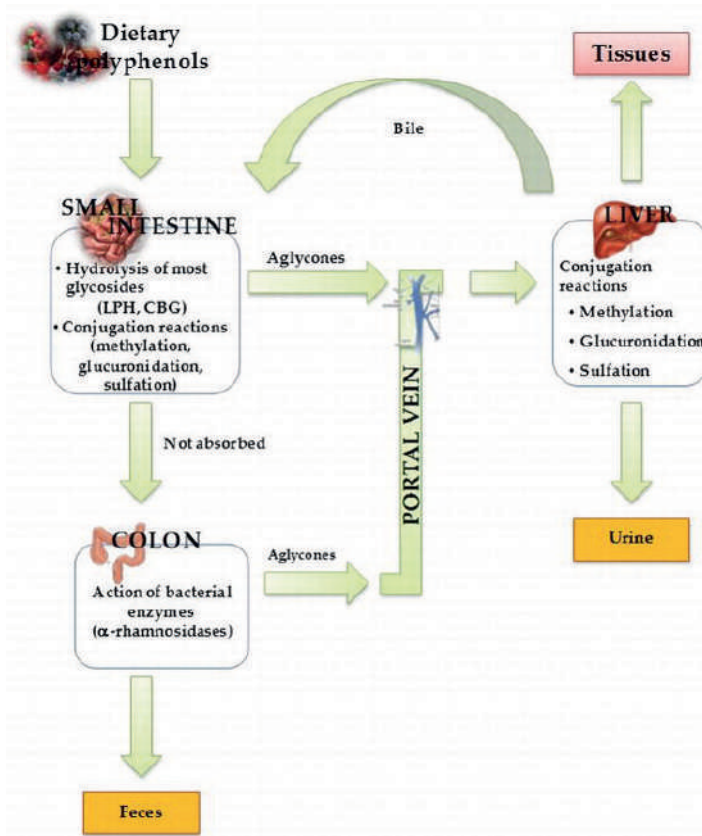 Dietary
polyphenols
Tissues
Bile
SMALL
INTESTINE
• Hydrolysis of most
glycosides
(LPH, CBG)
• Conjugation reactions
(methylation,
glucuronidation,
sulfation)
Aglycones
LIVER
Conjugation
reactions
• Methylation
• Glucuronidation
• Sulfation
PORTAL VEIN
Not absorbed
COLON
Action of bacterial
enzymes
(α-rhamnosidases)
Aglycones
Urine
Feces